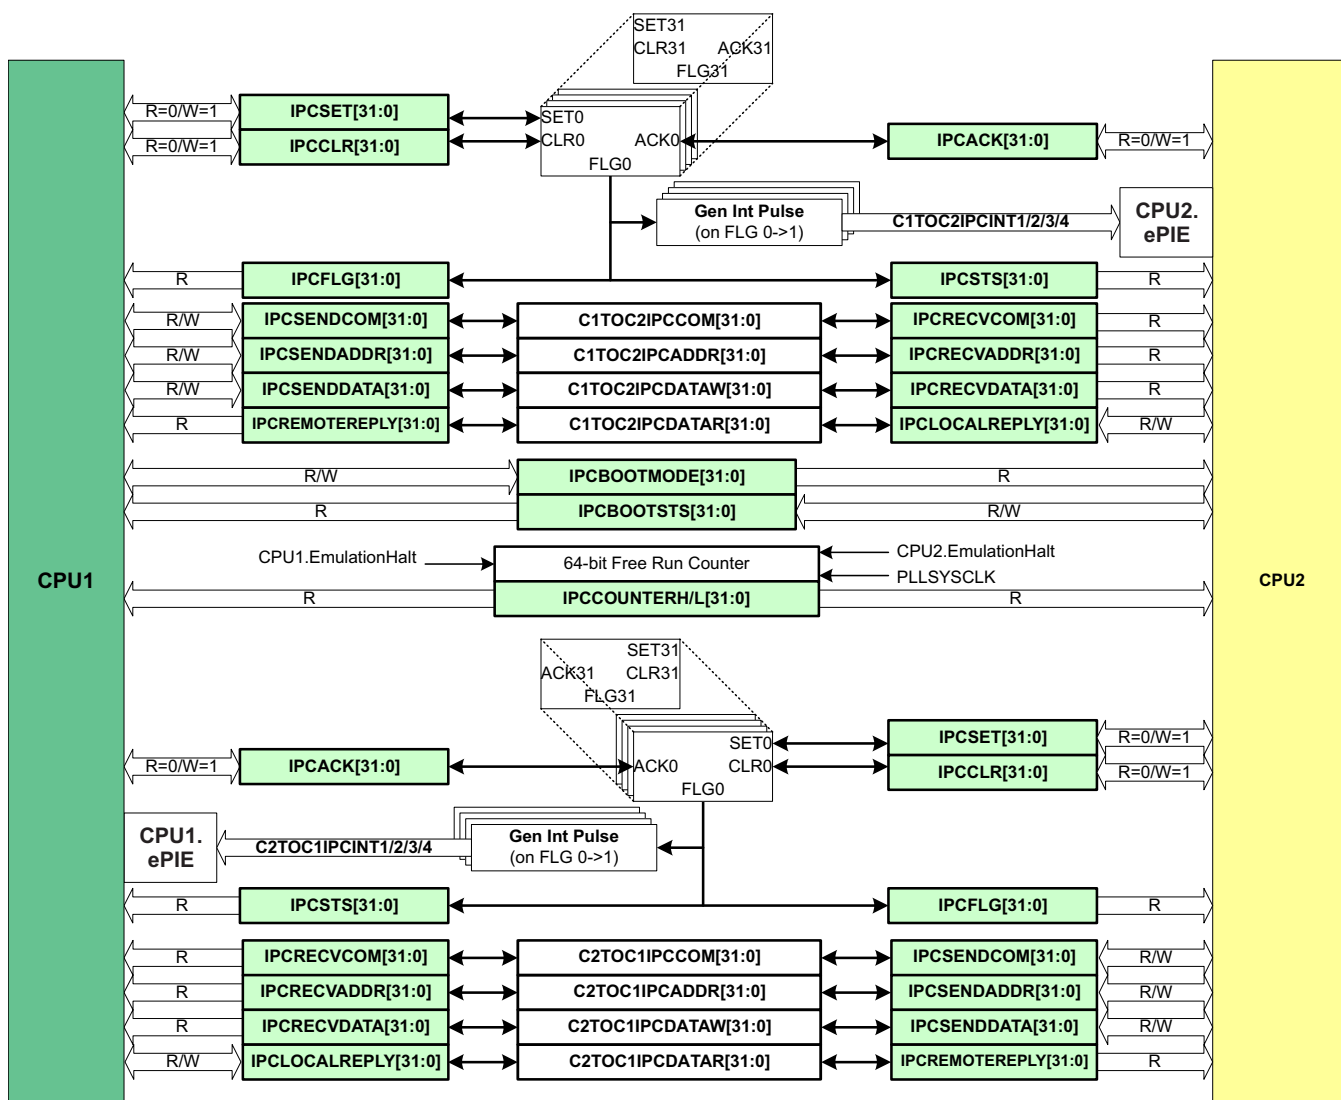 SET31
CLR31 ACK31
FLG31
R=0/W=1 IPCSET[31:0] SET0
R=0/W=1 IPCCLR[31:0] CLR0 ACK0 IPCACK[31:0] R=0/W=1
FLG0
Gen Int Pulse
(on FLG 0->1)
C1TOC2IPCINT1/2/3/4
CPU2.
ePIE
R IPCFLG[31:0] IPCSTS[31:0] R
R/W IPCSENDCOM[31:0] C1TOC2IPCCOM[31:0] IPCRECVCOM[31:0] R
R/W IPCSENDADDR[31:0] C1TOC2IPCADDR[31:0] IPCRECVADDR[31:0] R
R/W IPCSENDDATA[31:0] C1TOC2IPCDATAW[31:0] IPCRECVDATA[31:0] R
R IPCREMOTEREPLY[31:0] C1TOC2IPCDATAR[31:0] IPCLOCALREPLY[31:0] R/W
R/W IPCBOOTMODE[31:0] R
R IPCBOOTSTS[31:0] R/W
CPU1.EmulationHalt 64-bit Free Run Counter CPU2.EmulationHalt
PLLSYSCLK
CPU1
CPU2
R IPCCOUNTERH/L[31:0] R
SET31
ACK31 CLR31
FLG31
SET0 IPCSET[31:0] R=0/W=1
R=0/W=1 IPCACK[31:0] ACK0 CLR0 IPCCLR[31:0] R=0/W=1
FLG0
CPU1.
ePIE
C2TOC1IPCINT1/2/3/4
Gen Int Pulse
(on FLG 0->1)
R IPCSTS[31:0] IPCFLG[31:0] R
R IPCRECVCOM[31:0] C2TOC1IPCCOM[31:0] IPCSENDCOM[31:0] R/W
R IPCRECVADDR[31:0] C2TOC1IPCADDR[31:0] IPCSENDADDR[31:0] R/W
R IPCRECVDATA[31:0] C2TOC1IPCDATAW[31:0] IPCSENDDATA[31:0] R/W
R/W IPCLOCALREPLY[31:0] C2TOC1IPCDATAR[31:0] IPCREMOTEREPLY[31:0] R